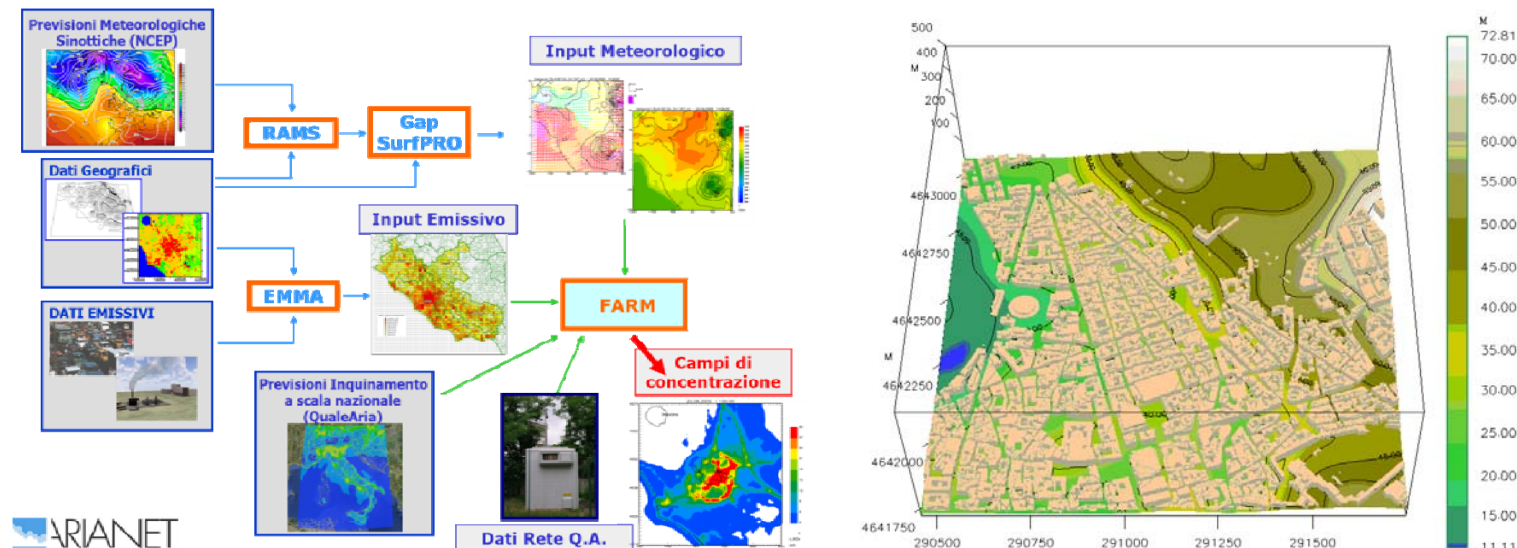 Previsioni Meteorologiche
Sinottiche (NCEP)
Input Meteorologico
RAMS
Gap
SurfPRO
Dati Geografici
Input Emissivo
EMMA
FARM
DATI EMISSIVI
Campi di
concentrazione
Previsioni Inquinamento
a scala nazionale
(QualeAria)
Dati Rete Q.A.
ARIANET
500
400
M
300
200
100
4643000
4642750
4642500
M
4642250
4642000
4641750
290500
290750
291000
291250
291500
M
72.81
70.00
65.00
60.00
55.00
50.00
45.00
40.00
35.00
30.00
25.00
20.00
15.00
11.11